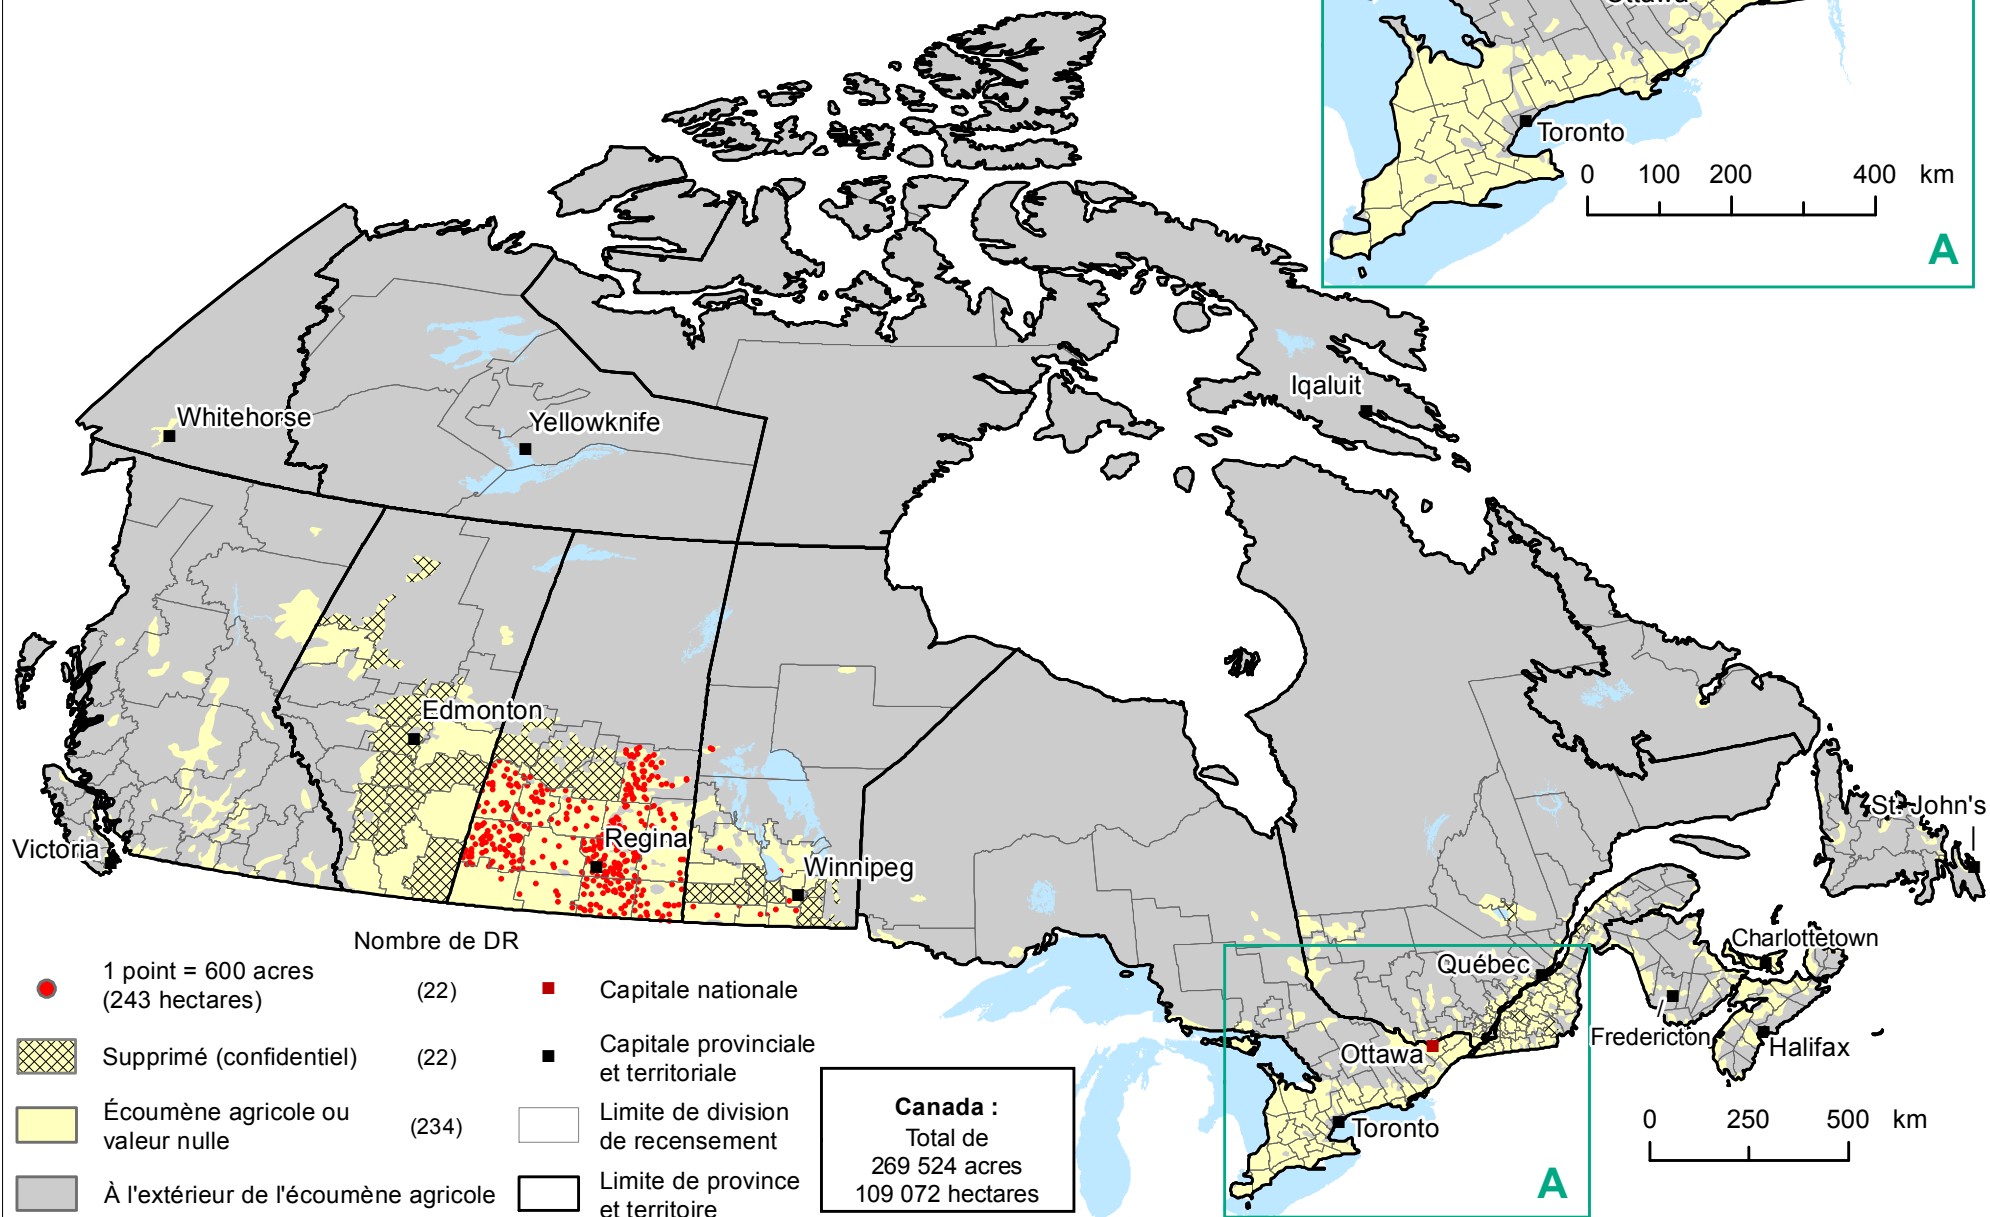 Ottawa
Toronto
0 100 200 400 km
A
Iqaluit
Whitehorse
Yellowknife
Edmonton
Regina
Winnipeg
Victoria
St. John's
Charlottetown
Québec
Fredericton
Halifax
Ottawa
Toronto
A
0 250 500 km
Nombre de DR
1 point = 600 acres
(243 hectares)
(22)
Supprimé (confidentiel)
(22)
Écoumène agricole ou
valeur nulle
(234)
À l'extérieur de l'écoumène agricole
Capitale nationale
Capitale provinciale
et territoriale
Limite de division
de recensement
Limite de province
et territoire
Canada :
Total de
269 524 acres
109 072 hectares